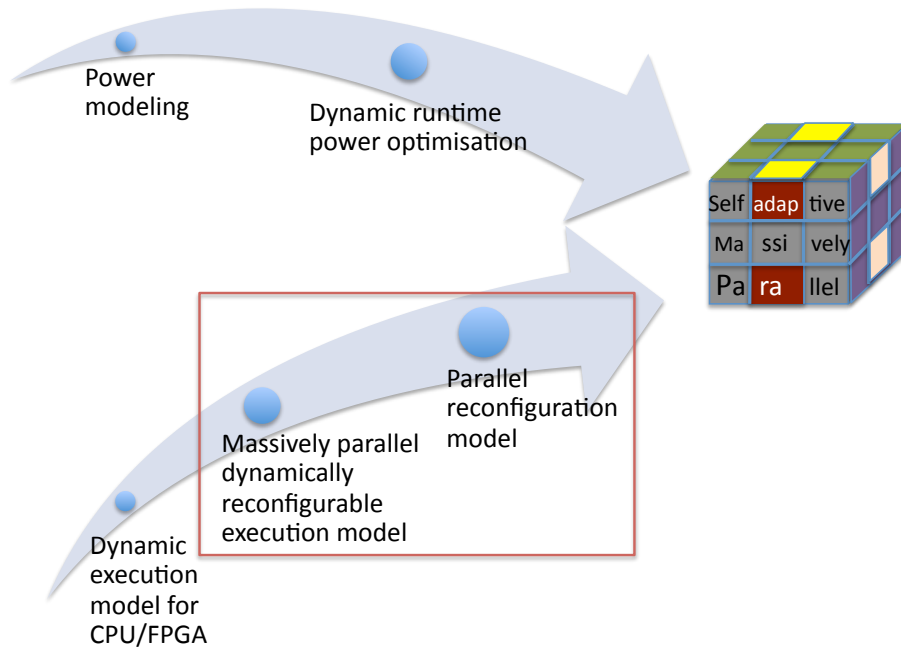 Power
modeling
Dynamic runtime
power optimisation
Self adap tive
Ma ssi vely
Pa ra llel
Parallel
reconfiguration
model
Massively parallel
dynamically
reconfigurable
execution model
Dynamic
execution
model for
CPU/FPGA